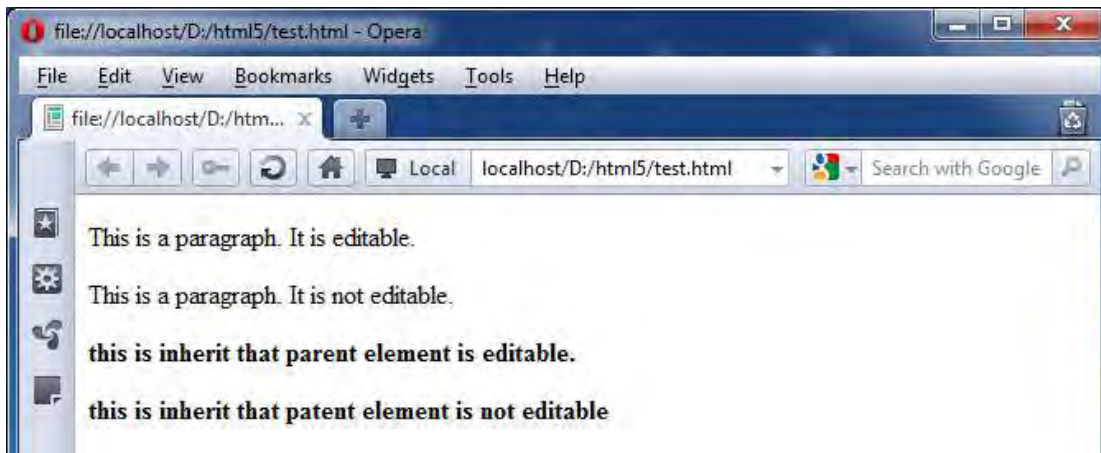 file://localhost/D:/html5/test.html - Opera
File Edit View Bookmarks Widgets Tools Help
file://localhost/D:/htm...
Local localhost/D:/html5/test.html Search with Google
This is a paragraph. It is editable.
This is a paragraph. It is not editable.
this is inherit that parent element is editable.
this is inherit that patent element is not editable